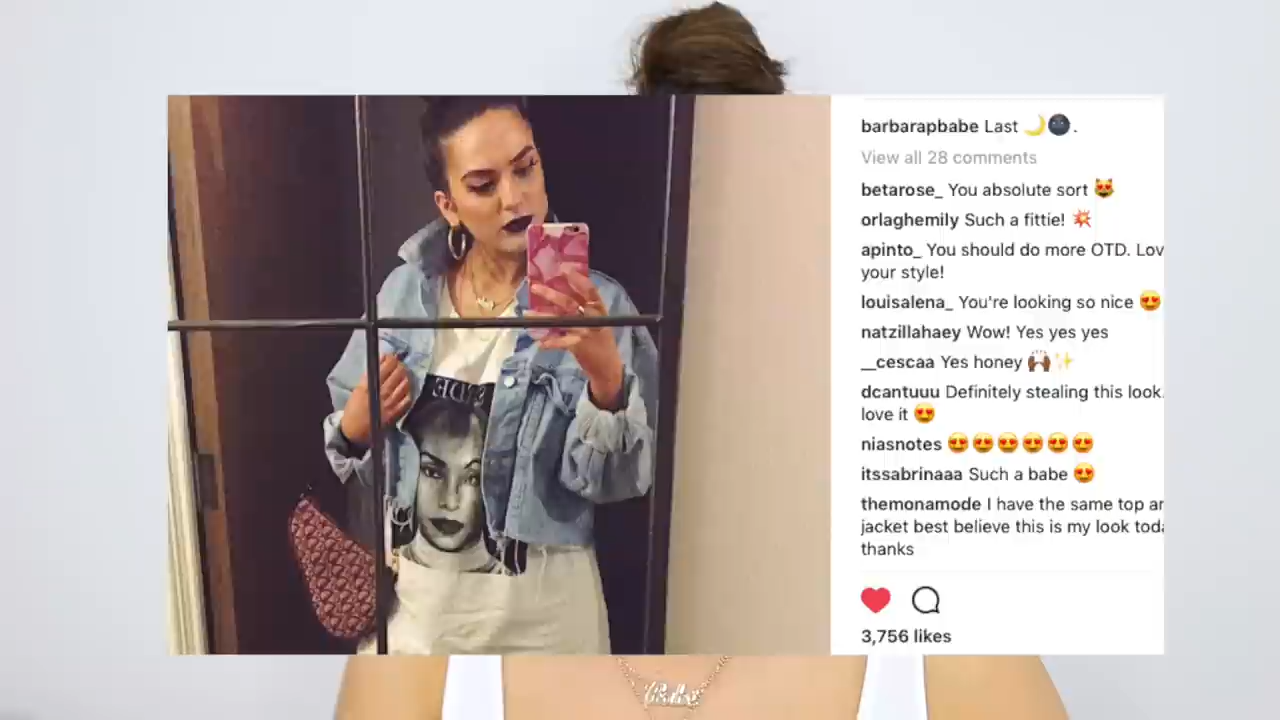 barbarapbabe Last 🌙🌚.
View all 28 comments
betarose_ You absolute sort 😻
orlaghemily Such a fittie! 💥
apinto_ You should do more OTD. Lov
your style!
louisalena_ You're looking so nice 😍
natzillahaey Wow! Yes yes yes
__cescaa Yes honey 🙌🏾✨
dcantuuu Definitely stealing this look.
love it 😍
niasnotes 😍😍😍😍😍😍
itssabrinaaa Such a babe 😍
themonamode I have the same top an
jacket best believe this is my look toda
thanks
3,756 likes